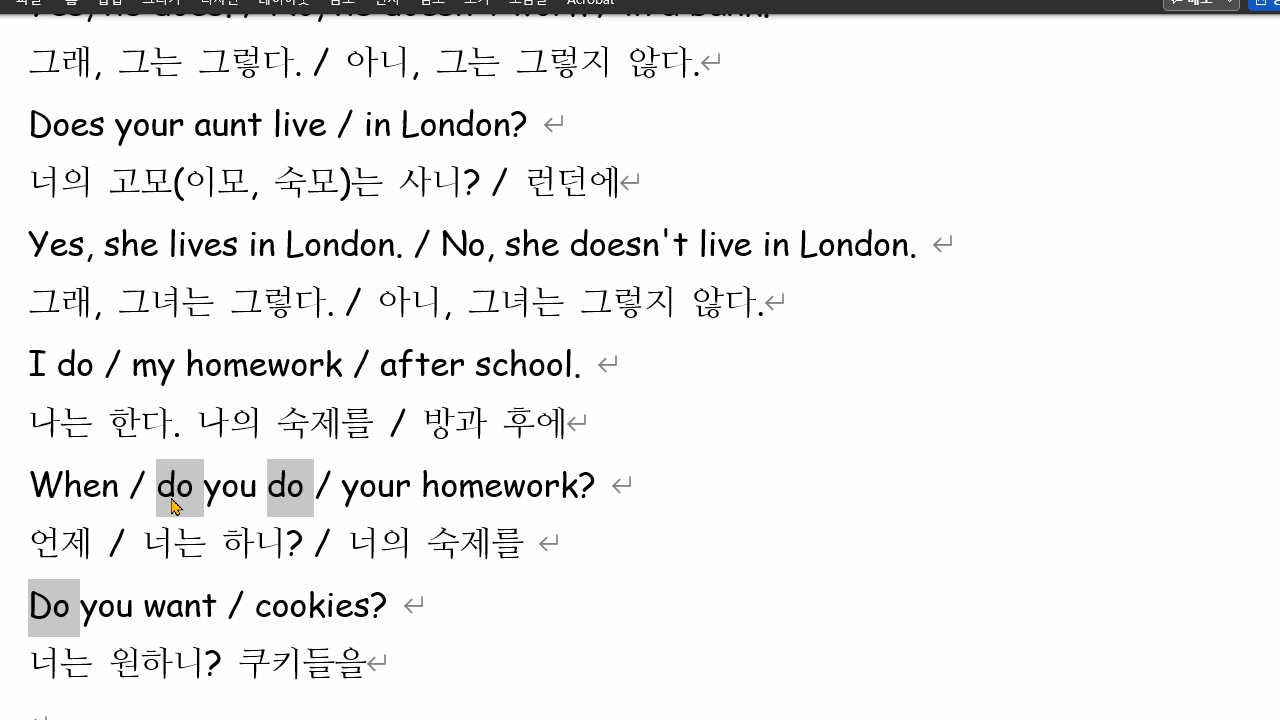 그래, 그는 그렇다. / 아니, 그는 그렇지 않다.↵
Does your aunt live / in London? ↵
너의 고모(이모, 숙모)는 사니? / 런던에↵
Yes, she lives in London. / No, she doesn't live in London. ↵
그래, 그녀는 그렇다. / 아니, 그녀는 그렇지 않다.↵
I do / my homework / after school. ↵
나는 한다. 나의 숙제를 / 방과 후에↵
When / do you do / your homework? ↵
언제 / 너는 하니? / 너의 숙제를 ↵
Do you want / cookies? ↵
너는 원하니? 쿠키들을↵